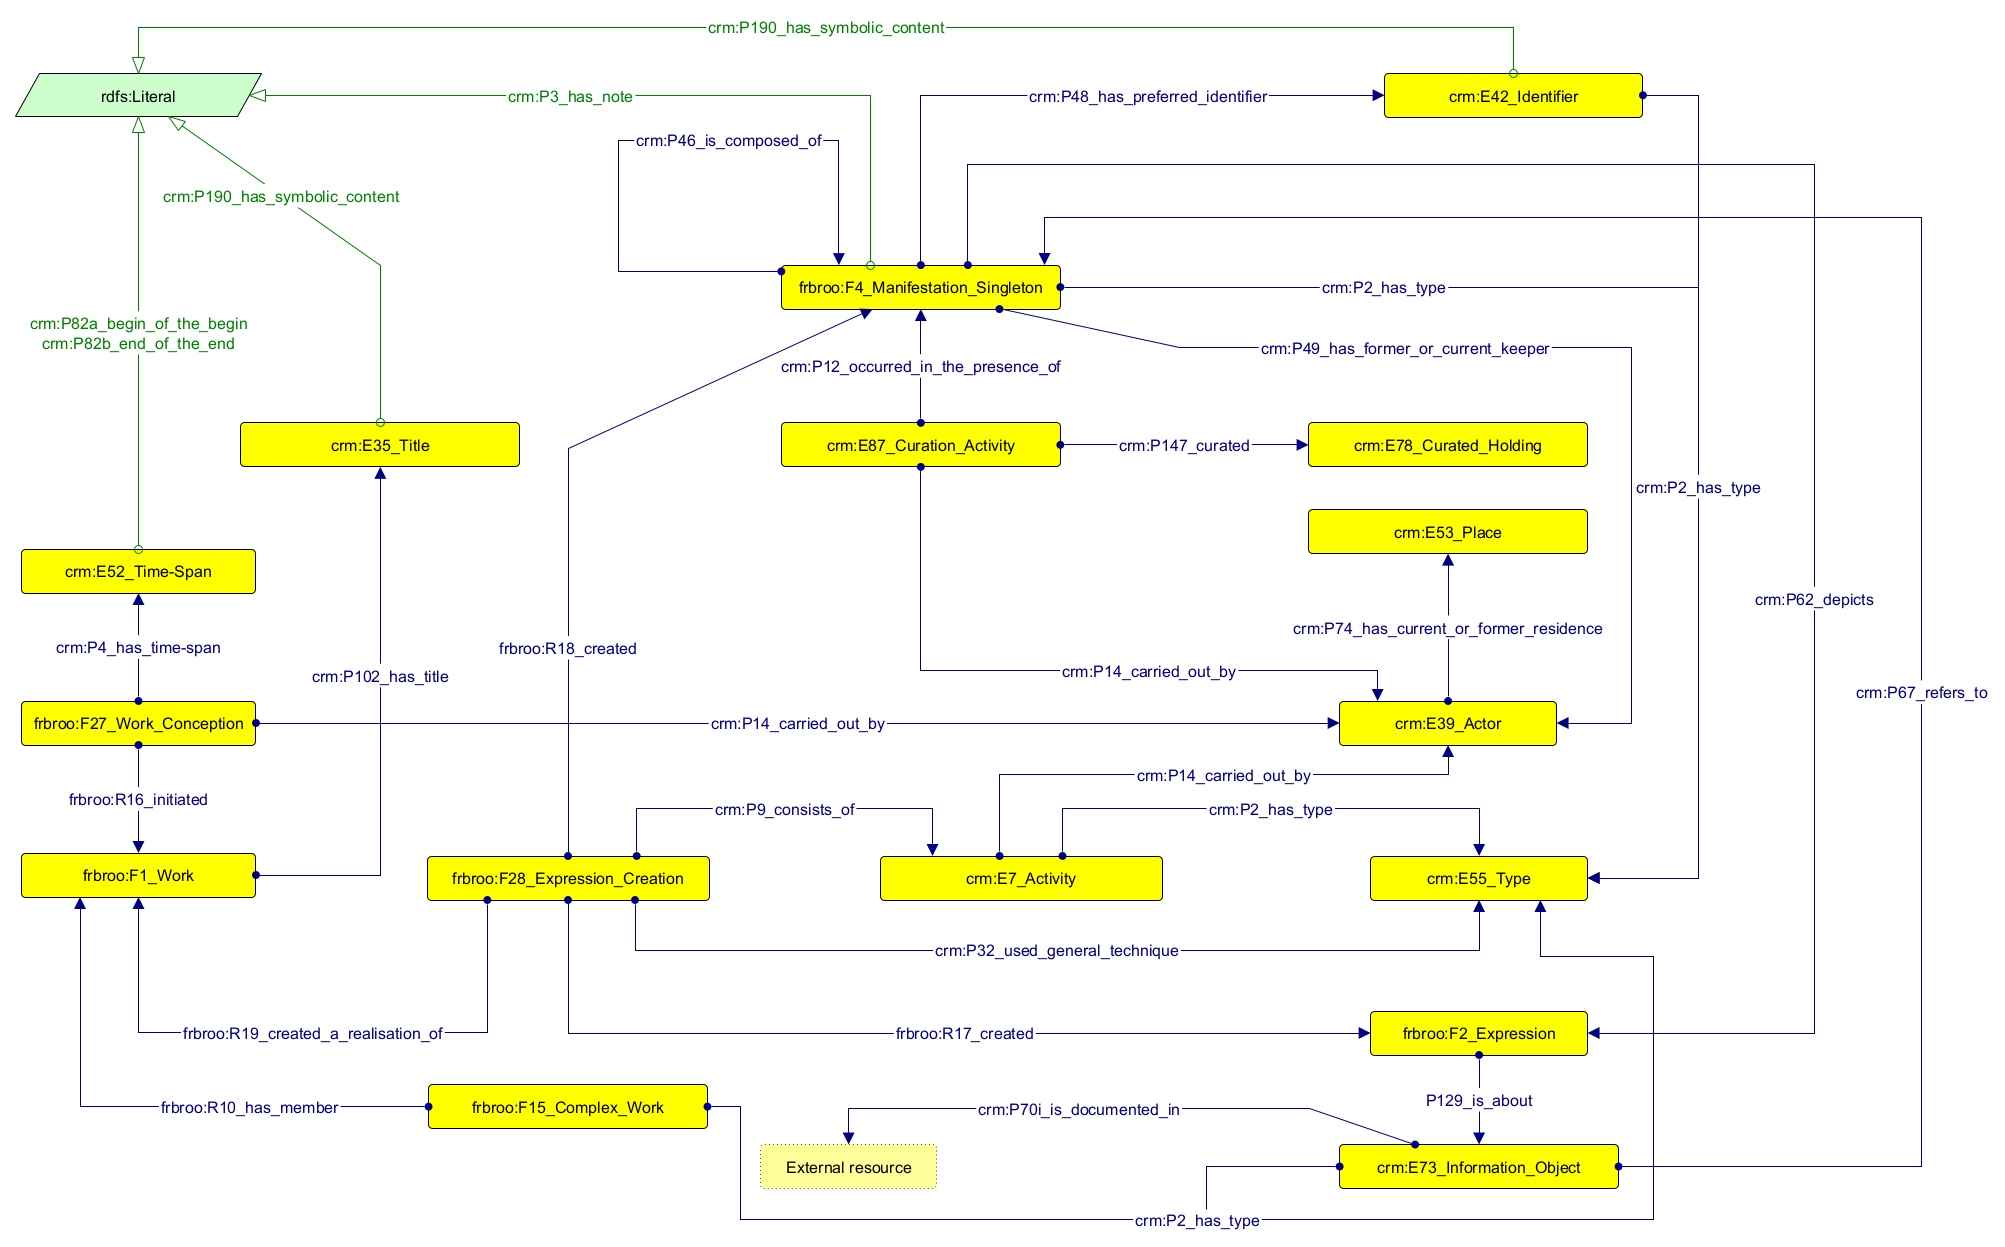 crm:P190_has_symbolic_content
rdfs:Literal
crm:P3_has_note
crm:P48_has_preferred_identifier
crm:E42_Identifier
crm:P46_is_composed_of
crm:P190_has_symbolic_content
frbroo:F4_Manifestation_Singleton
crm:P2_has_type
crm:P82a_begin_of_the_begin
crm:P82b_end_of_the_end
crm:P49_has_former_or_current_keeper
crm:P12_occurred_in_the_presence_of
crm:E35_Title
crm:E87_Curation_Activity
crm:P147_curated
crm:E78_Curated_Holding
crm:P2_has_type
crm:E53_Place
crm:E52_Time-Span
crm:P62_depicts
crm:P74_has_current_or_former_residence
crm:P4_has_time-span
frbroo:R18_created
crm:P102_has_title
crm:P14_carried_out_by
crm:P67_refers_to
frbroo:F27_Work_Conception
crm:P14_carried_out_by
crm:E39_Actor
crm:P14_carried_out_by
frbroo:R16_initiated
crm:P9_consists_of
crm:P2_has_type
frbroo:F1_Work
frbroo:F28_Expression_Creation
crm:E7_Activity
crm:E55_Type
crm:P32_used_general_technique
frbroo:R19_created_a_realisation_of
frbroo:R17_created
frbroo:F2_Expression
P129_is_about
frbroo:R10_has_member
frbroo:F15_Complex_Work
crm:P70i_is_documented_in
External resource
crm:E73_Information_Object
crm:P2_has_type